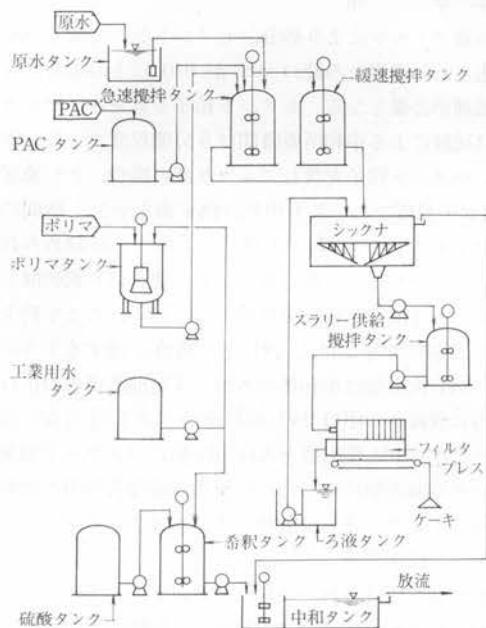 原水
原水タンク
急速攪拌タンク
緩速攪拌タンク
PAC
PACタンク
ポリマ
ポリマタンク
シックナ
スラリー供給
攪拌タンク
工業用水
タンク
フィルタ
プレス
ケーキ
ろ液タンク
希釈タンク
硫酸タンク
中和タンク
放流